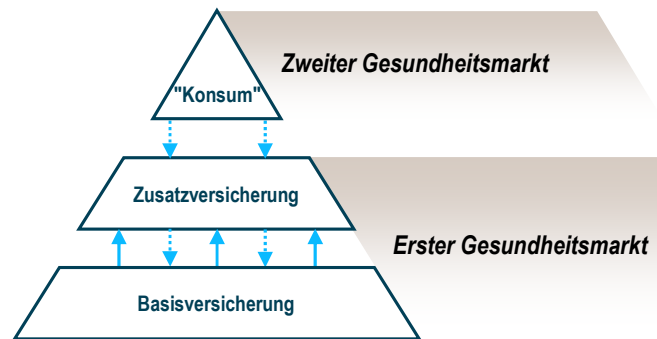 Zweiter Gesundheitsmarkt
"Konsum"
Zusatzversicherung
Erster Gesundheitsmarkt
Basisversicherung